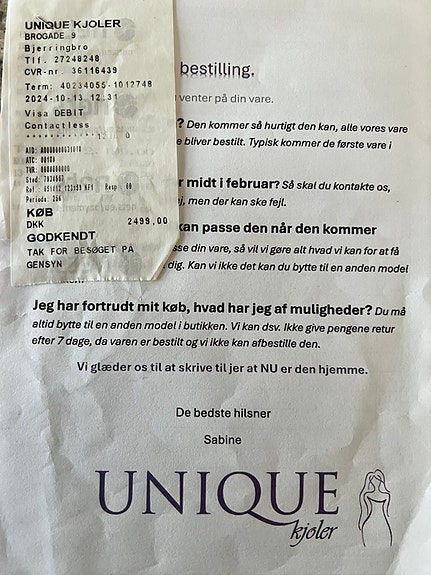 UNIQUE KJOLER
BROGADE 9
Bjerringbro
Tlf. 27248248
CVR-nr. 36116439
Term: 40234055-1012748
2024-10-13 12:31
Visa DEBIT
Contactless
KØB
DKK 2499,00
GODKENDT
TAK FOR BESØGET PÅ
GENSYN
bestilling.
venter på din vare.
? Den kommer så hurtigt den kan, alle vores vare
e bliver bestilt. Typisk kommer de første vare i
r midt i februar? Så skal du kontakte os,
ej, men der kan ske fejl.
kan passe den når den kommer
sse din vare, så vil vi gøre alt hvad vi kan for at få
dig. Kan vi ikke det kan du bytte til en anden model
Jeg har fortrudt mit køb, hvad har jeg af muligheder? Du må
altid bytte til en anden model i butikken. Vi kan dsv. Ikke give pengene retur
efter 7 dage, da varen er bestilt og vi ikke kan afbestille den.
Vi glæder os til at skrive til jer at NU er den hjemme.
De bedste hilsner
Sabine
UNIQUE
kjoler